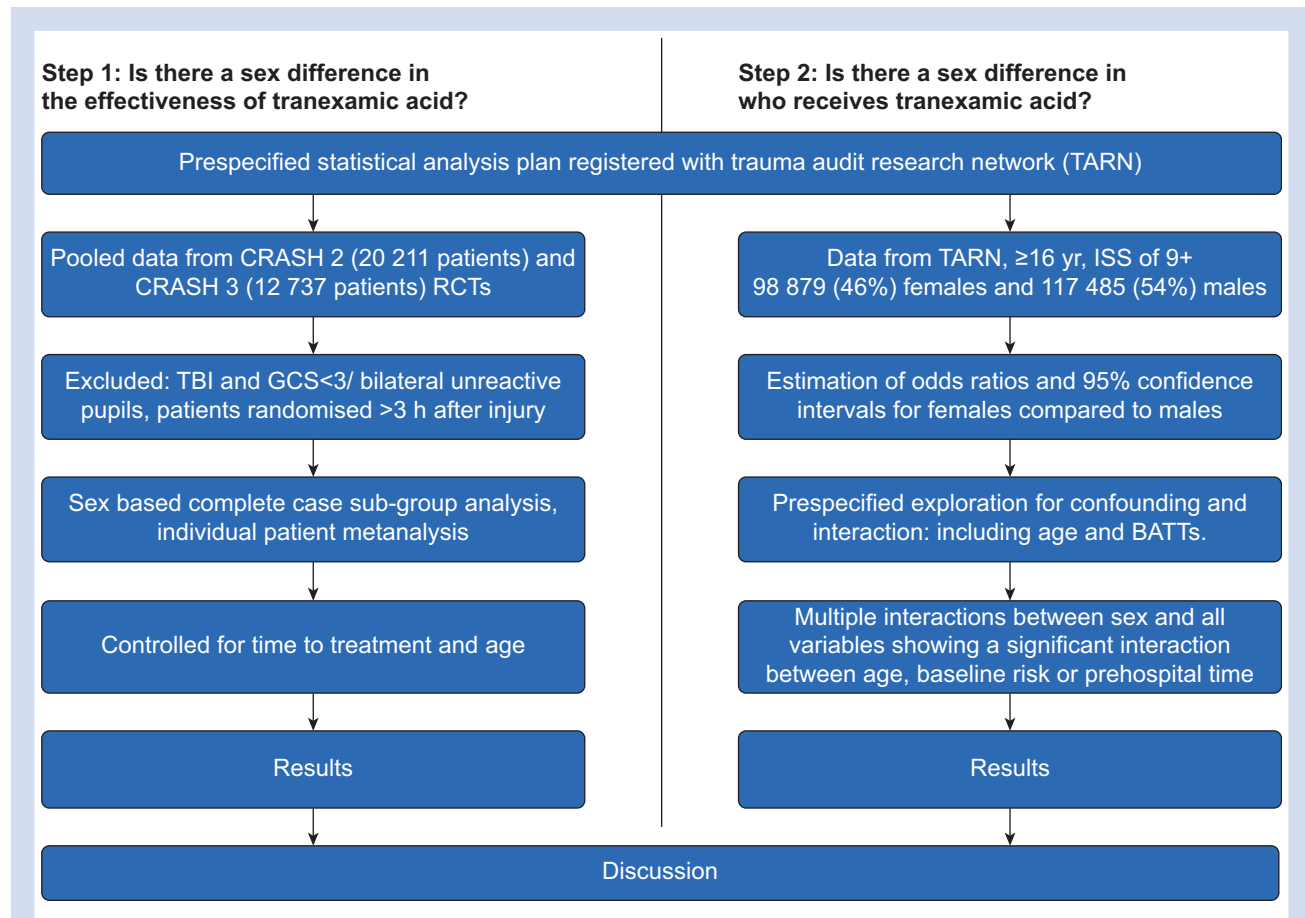 Step 1: Is there a sex difference in
the effectiveness of tranexamic acid?
Step 2: Is there a sex difference in
who receives tranexamic acid?
Prespecified statistical analysis plan registered with trauma audit research network (TARN)
Pooled data from CRASH 2 (20 211 patients) and
CRASH 3 (12 737 patients) RCTs
Excluded: TBI and GCS<3/ bilateral unreactive
pupils, patients randomised >3 h after injury
Sex based complete case sub-group analysis,
individual patient metanalysis
Controlled for time to treatment and age
Results
Data from TARN, ≥16 yr, ISS of 9+
98 879 (46%) females and 117 485 (54%) males
Estimation of odds ratios and 95% confidence
intervals for females compared to males
Prespecified exploration for confounding and
interaction: including age and BATTs.
Multiple interactions between sex and all
variables showing a significant interaction
between age, baseline risk or prehospital time
Results
Discussion